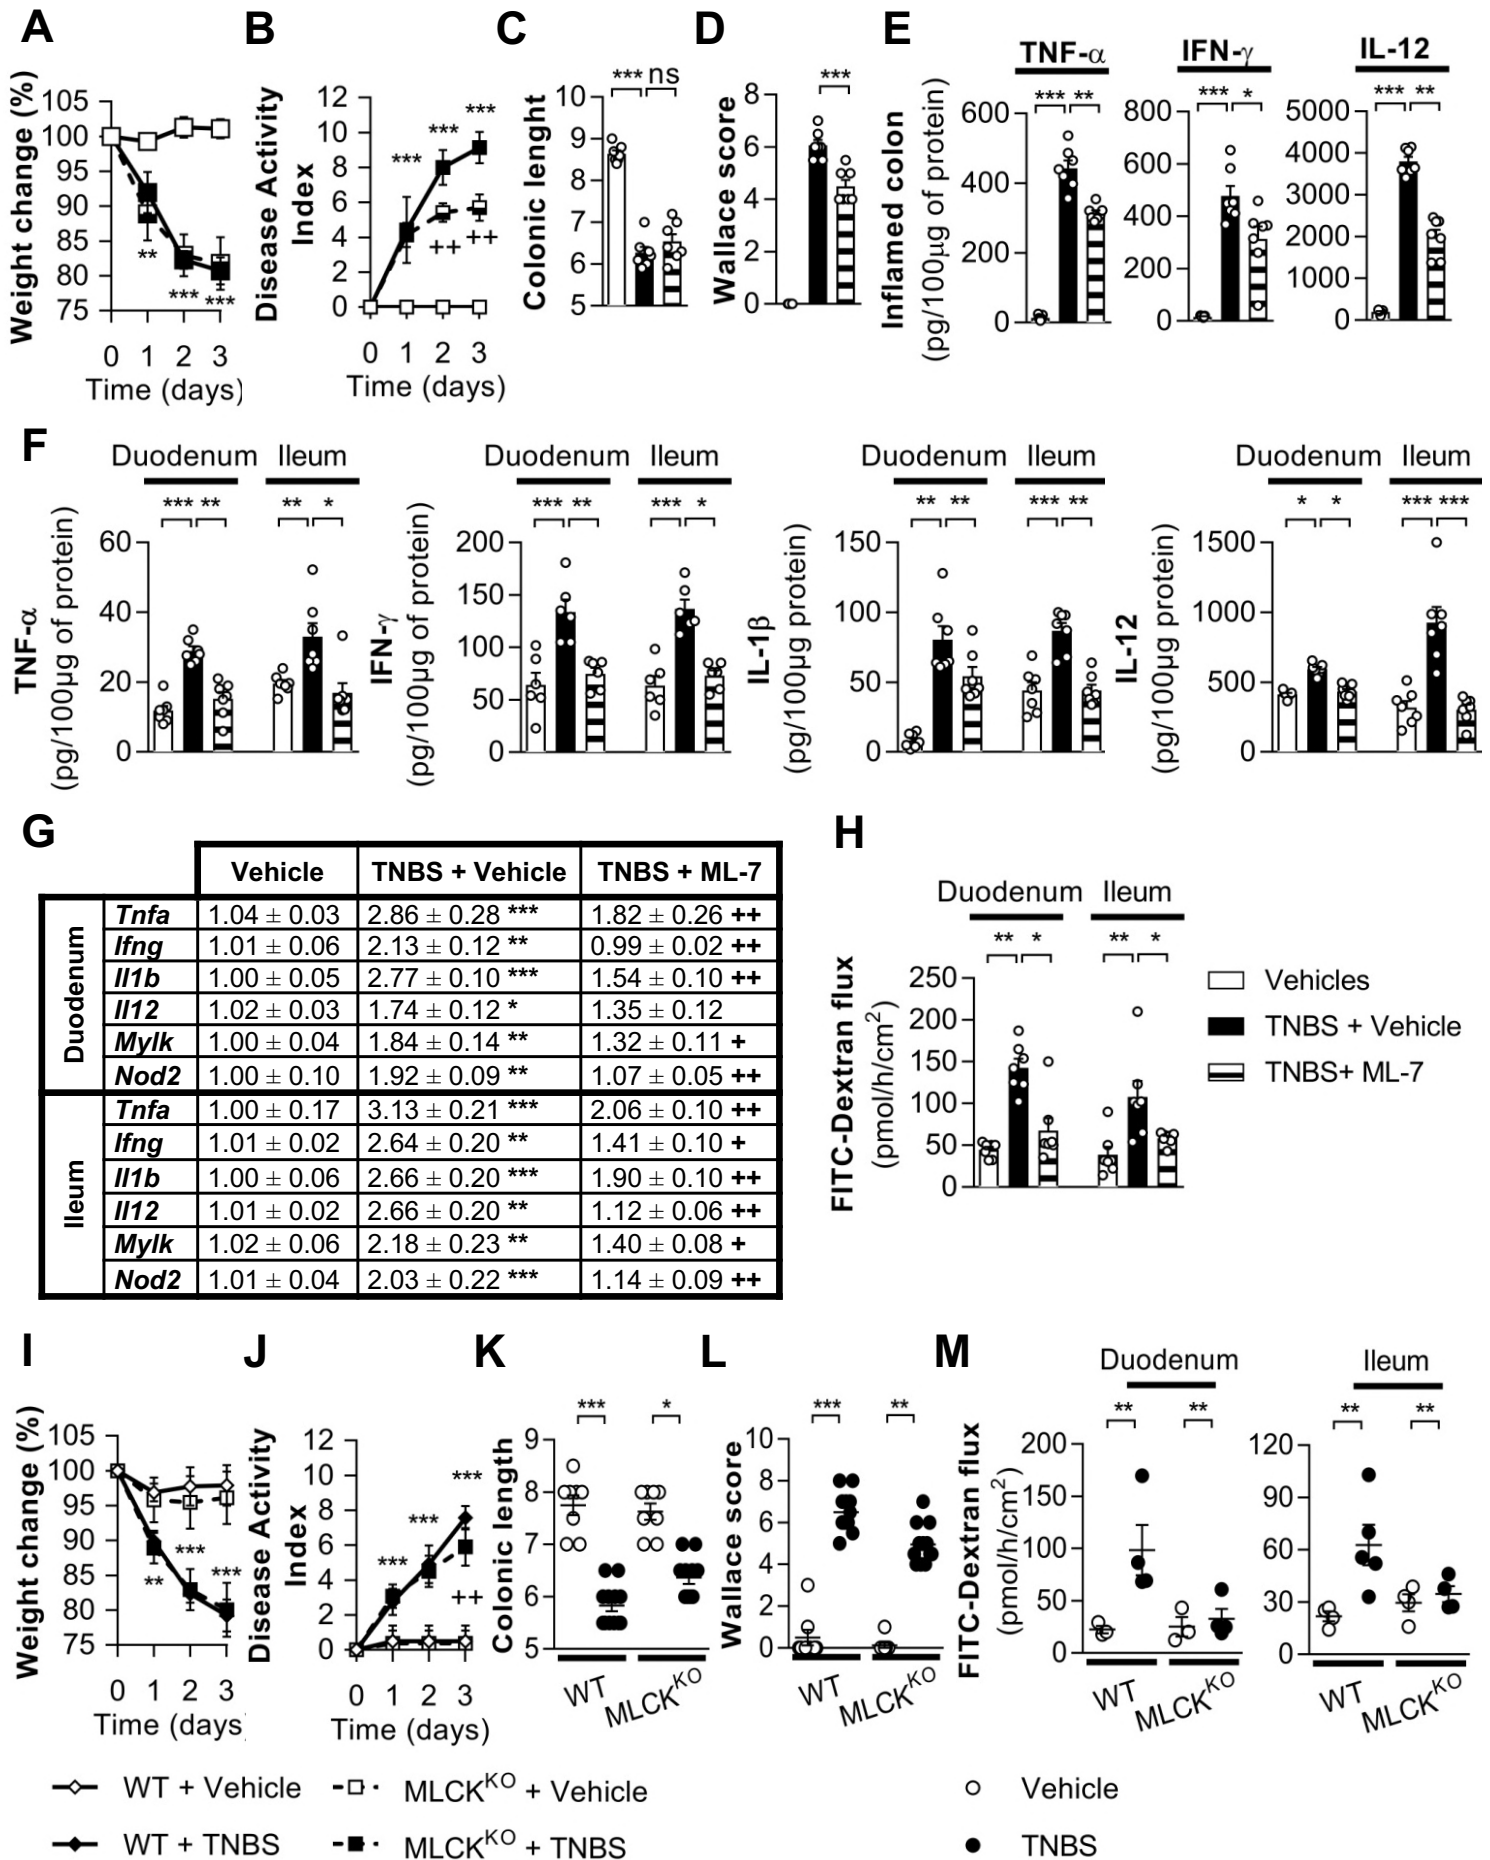 A
B
C
D
E
Weight change (%)
105
100
95
90
85
80
75
**
***
***
0 1 2 3
Time (days)
Disease Activity
Index
12
10
8
6
4
2
0
***
***
***
++
++
0 1 2 3
Time (days)
Colonic lenght
10
9
8
7
6
5
*** ns
Wallace score
8
6
4
2
0
***
Inflamed colon
(pg/100µg of protein)
TNF-α
*** **
600
400
200
0
IFN-γ
*** *
800
600
400
200
0
IL-12
*** **
5000
4000
3000
2000
1000
0
F
Duodenum Ileum
*** ** ** *
TNF-α
(pg/100µg of protein)
60
40
20
0
Duodenum Ileum
*** ** *** *
IFN-γ
(pg/100µg of protein)
200
150
100
50
0
Duodenum Ileum
** ** *** **
IL-1β
(pg/100µg protein)
150
100
50
0
Duodenum Ileum
* * *** ***
IL-12
(pg/100µg protein)
1500
1000
500
0
G
Vehicle TNBS + Vehicle TNBS + ML-7
Duodenum
Tnfa 1.04 ± 0.03 2.86 ± 0.28 *** 1.82 ± 0.26 ++
Ifng 1.01 ± 0.06 2.13 ± 0.12 ** 0.99 ± 0.02 ++
Il1b 1.00 ± 0.05 2.77 ± 0.10 *** 1.54 ± 0.10 ++
Il12 1.02 ± 0.03 1.74 ± 0.12 * 1.35 ± 0.12
Mylk 1.00 ± 0.04 1.84 ± 0.14 ** 1.32 ± 0.11 +
Nod2 1.00 ± 0.10 1.92 ± 0.09 ** 1.07 ± 0.05 ++
Ileum
Tnfa 1.00 ± 0.17 3.13 ± 0.21 *** 2.06 ± 0.10 ++
Ifng 1.01 ± 0.02 2.64 ± 0.20 ** 1.41 ± 0.10 +
Il1b 1.00 ± 0.06 2.66 ± 0.20 *** 1.90 ± 0.10 ++
Il12 1.01 ± 0.02 2.66 ± 0.20 ** 1.12 ± 0.06 ++
Mylk 1.02 ± 0.06 2.18 ± 0.23 ** 1.40 ± 0.08 +
Nod2 1.01 ± 0.04 2.03 ± 0.22 *** 1.14 ± 0.09 ++
H
Duodenum Ileum
** * ** *
FITC-Dextran flux
(pmol/h/cm2)
250
200
150
100
50
0
Vehicles
TNBS + Vehicle
TNBS+ ML-7
I
J
K
L
M
Weight change (%)
105
100
95
90
85
80
75
**
***
***
0 1 2 3
Time (days)
Disease Activity
Index
12
10
8
6
4
2
0
***
***
***
++
0 1 2 3
Time (days)
Colonic length
9
8
7
6
5
*** *
WT MLCKKO
Wallace score
10
8
6
4
2
0
*** **
WT MLCKKO
FITC-Dextran flux
(pmol/h/cm2)
Duodenum
** **
200
150
100
50
0
WT MLCKKO
Ileum
** **
120
90
60
30
0
WT MLCKKO
WT + Vehicle MLCKKO + Vehicle
WT + TNBS MLCKKO + TNBS
Vehicle
TNBS